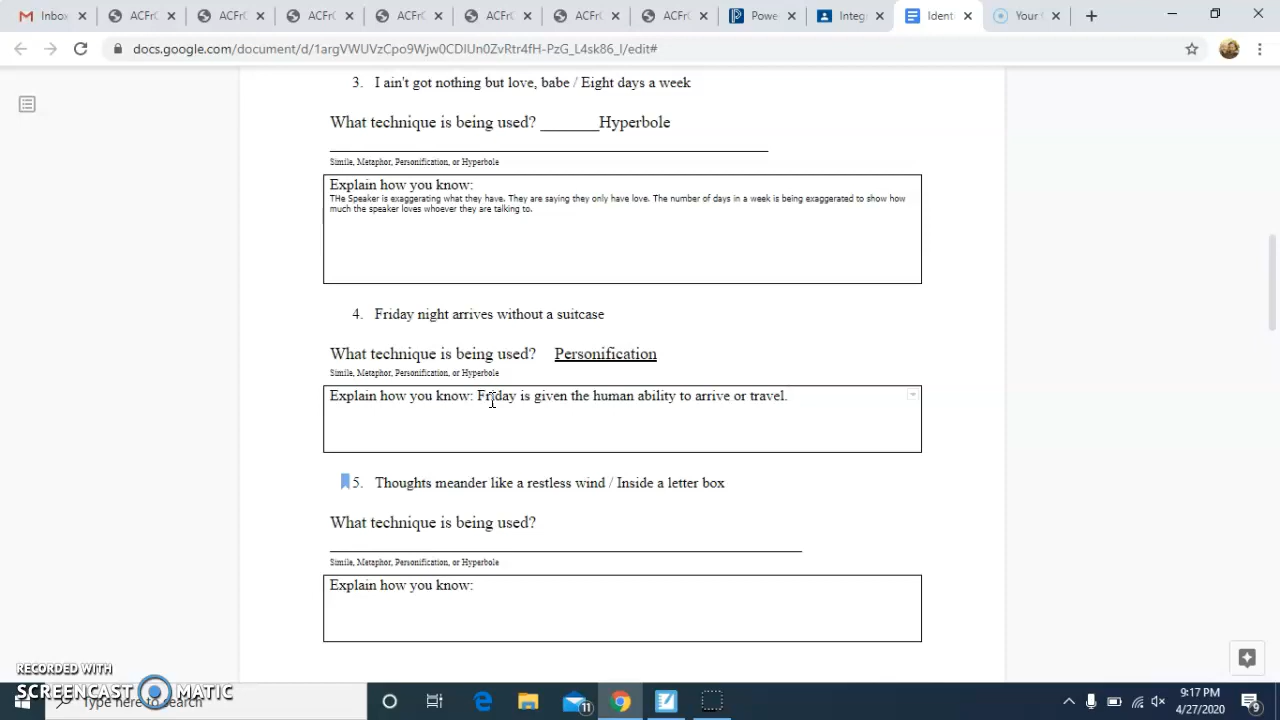 Inbo
ACFrO
ACFrO
ACFrO
ACFrO
ACFrO
ACFrO
ACFrO
Powe
Integ
Ident
Your
docs.google.com/document/d/1argVWUVzCpo9Wjw0CDIUn0ZvRtr4fH-PzG_L4sk86_I/edit#
3. I ain't got nothing but love, babe / Eight days a week
What technique is being used? _______Hyperbole
Simile, Metaphor, Personification, or Hyperbole
Explain how you know:
THe Speaker is exaggerating what they have. They are saying they only have love. The number of days in a week is being exaggerated to show how
much the speaker loves whoever they are talking to.
4. Friday night arrives without a suitcase
What technique is being used? Personification
Simile, Metaphor, Personification, or Hyperbole
Explain how you know: Friday is given the human ability to arrive or travel.
5. Thoughts meander like a restless wind / Inside a letter box
What technique is being used?
Simile, Metaphor, Personification, or Hyperbole
Explain how you know:
RECORDED WITH
SCREENCAST MATIC
Type here to search
11
9:17 PM
4/27/2020
9